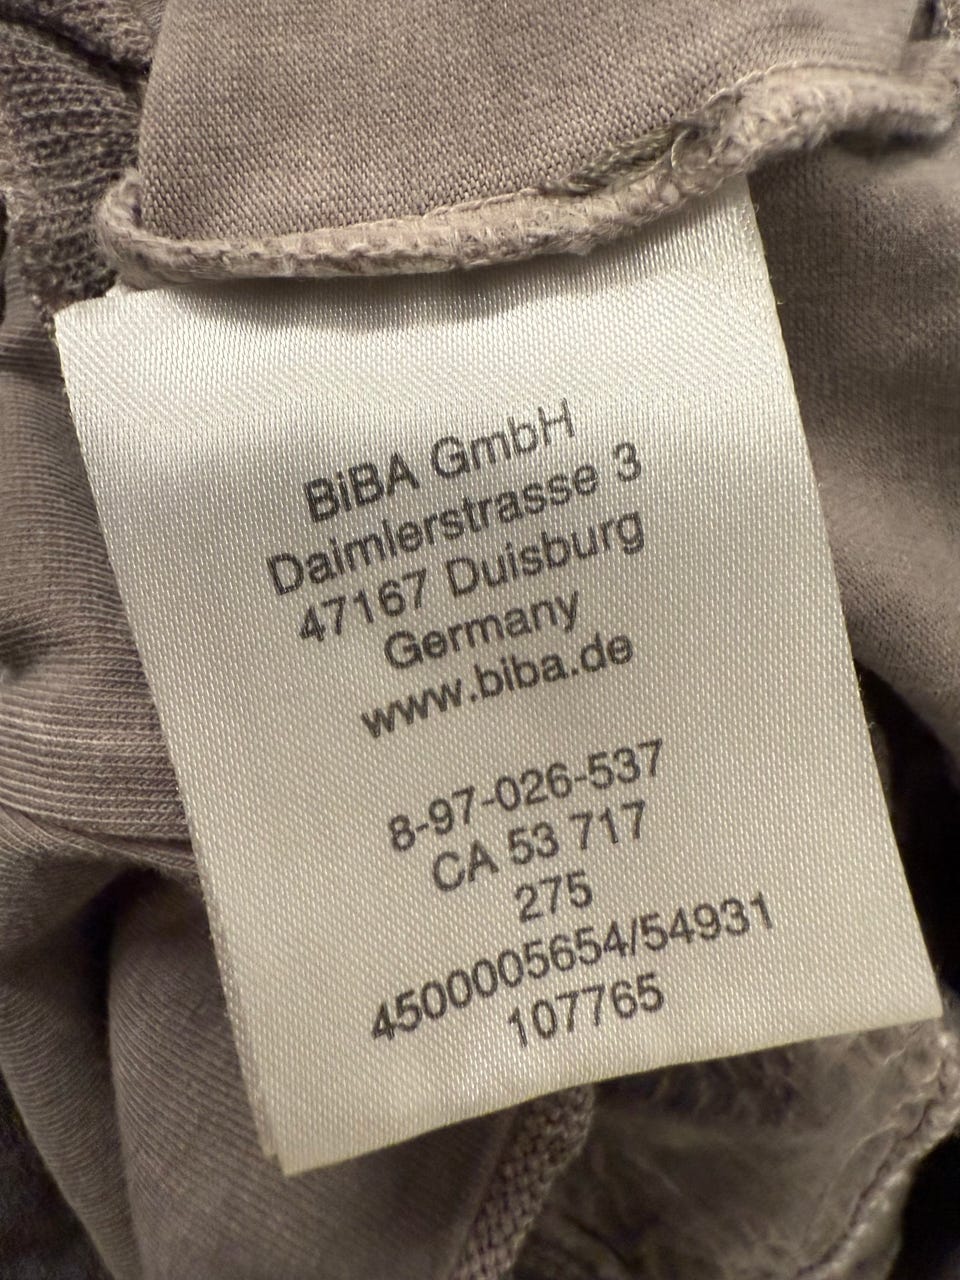 BiBA GmbH
Daimlerstrasse 3
47167 Duisburg
Germany
www.biba.de
8-97-026-537
CA 53 717
275
4500005654/54931
107765